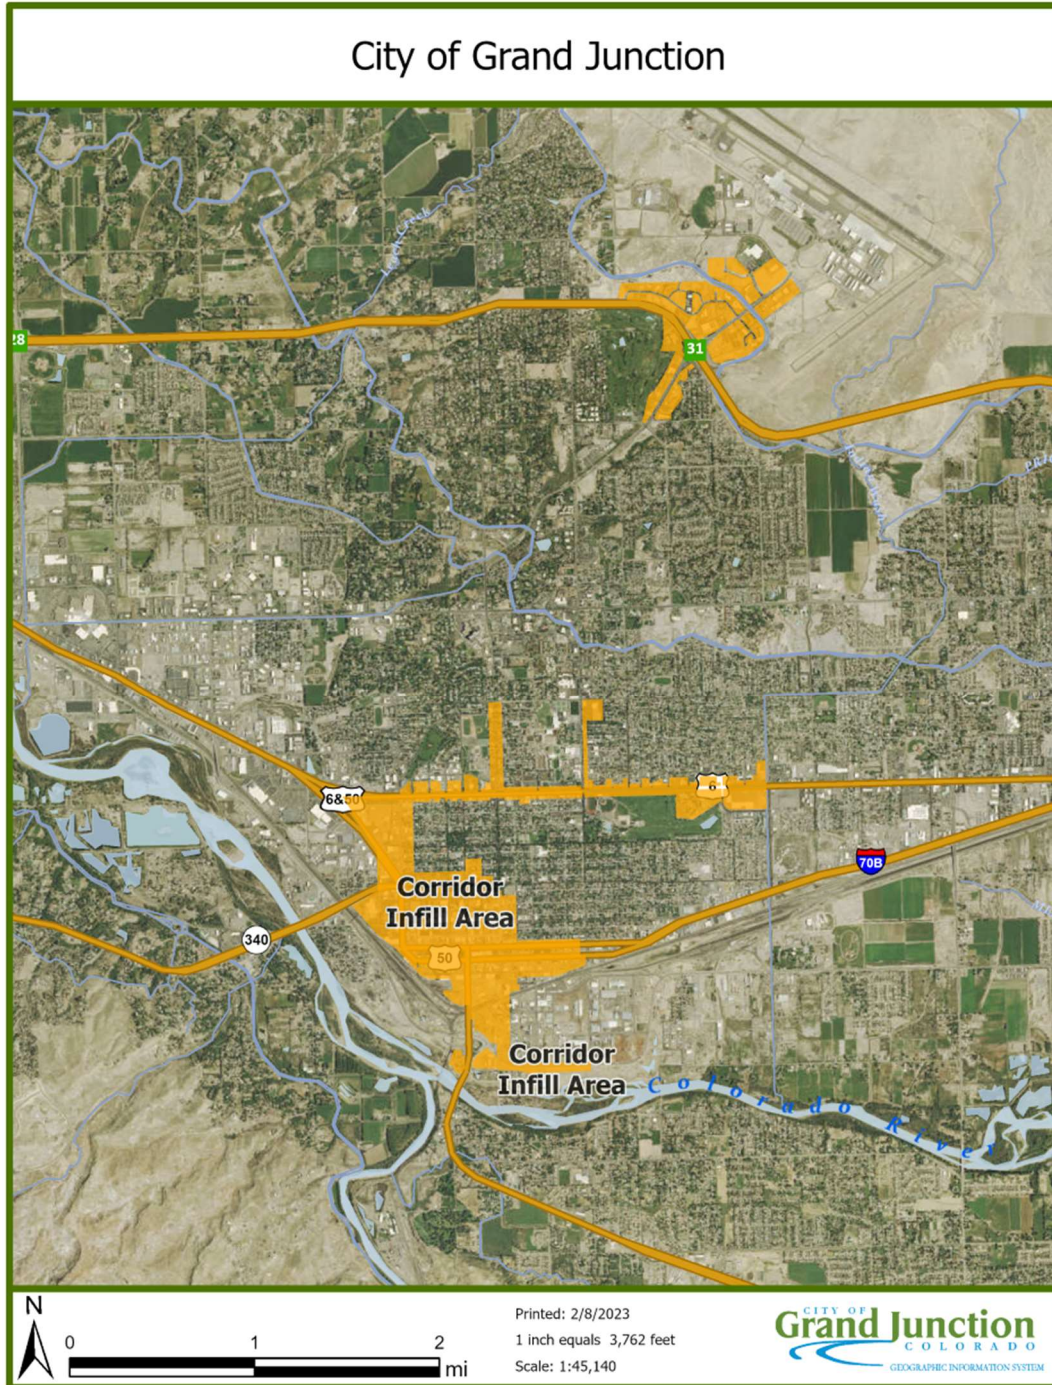 City of Grand Junction
Leach Creek
28
31
6&50
6
70B
Corridor
Infill Area
340
50
Corridor
Infill Area
Colorado River
N
0 1 2
mi
Printed: 2/8/2023
1 inch equals 3,762 feet
Scale: 1:45,140
CITY OF
Grand Junction
COLORADO
GEOGRAPHIC INFORMATION SYSTEM